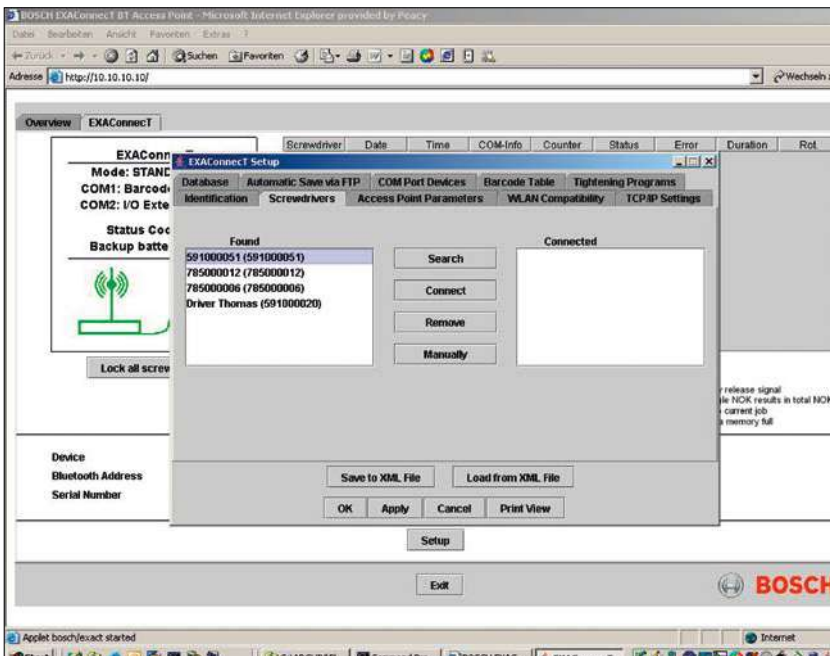 BOSCH EXAConnecT BT Access Point - Microsoft Internet Explorer provided by Peacy
Datei Bearbeiten Ansicht Favoriten Extras ?
Zurück Suchen Favoriten
Adresse http://10.10.10.10/ Wechseln
Overview EXAConnecT
Screwdriver Date Time COM-Info Counter Status Error Duration Rot.
EXAConn
Mode: STAND
COM1: Barcod
COM2: I/O Exte
Status Cod
Backup batte
Lock all screw
EXAConnecT Setup
Database Automatic Save via FTP COM Port Devices Barcode Table Tightening Programs
Identification Screwdrivers Access Point Parameters WLAN Compatibility TCP/IP Settings
Found Connected
591000051 (591000051)
785000012 (785000012)
785000006 (785000006)
Driver Thomas (591000020)
Search
Connect
Remove
Manually
Save to XML File Load from XML File
OK Apply Cancel Print View
release signal
le NOK results in total NOK
current job
memory full
Device
Bluetooth Address
Serial Number
Setup
Exit
BOSCH
Applet bosch/exact started Internet